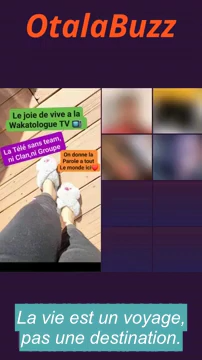 OtalaBuzz
Le joie de vive a la
Wakatologue TV
La Télé sans team,
ni Clan,ni Groupe
On donne la
Parole a tout
Le monde ici
La vie est un voyage,
pas une destination.